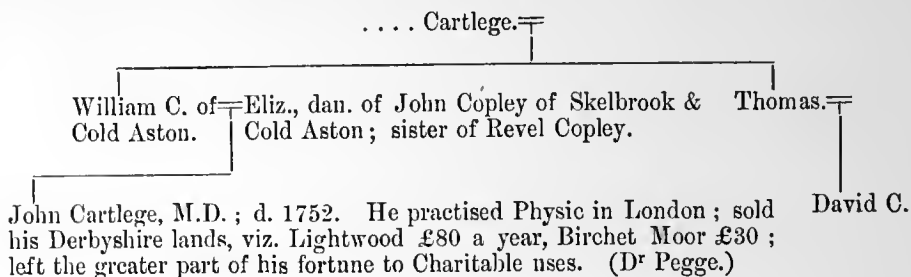 .... Cartlege.
William C. of Eliz., dau. of John Copley of Skelbrook & Thomas.
Cold Aston. Cold Aston ; sister of Revel Copley.
John Cartlege, M.D. ; d. 1752. He practised Physic in London ; sold David C.
his Derbyshire lands, viz. Lightwood £80 a year, Birchet Moor £30 ;
left the greater part of his fortune to Charitable uses. (Dr Pegge.)